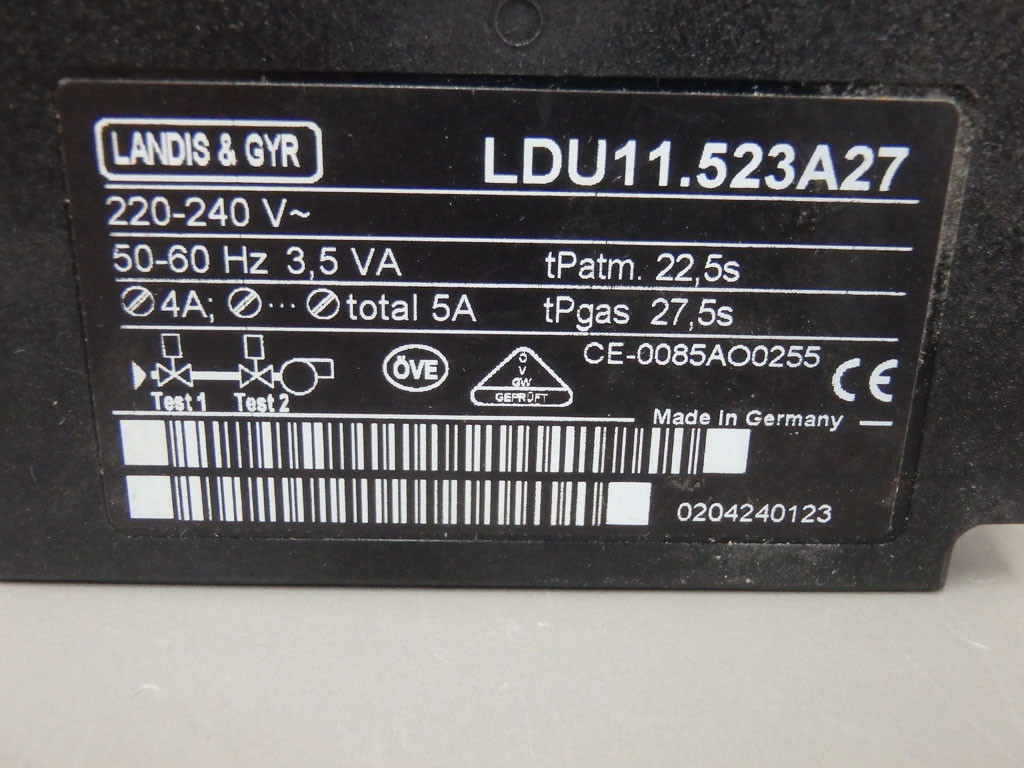 LANDIS & GYR
LDU11.523A27
220-240 V~
50-60 Hz 3,5 VA
tPatm. 22,5s
4A; ... total 5A
tPgas 27,5s
Test 1 Test 2
ÖVE
Ö
V
GW
GEPRÜFT
CE-0085AO0255
CE
Made in Germany
0204240123